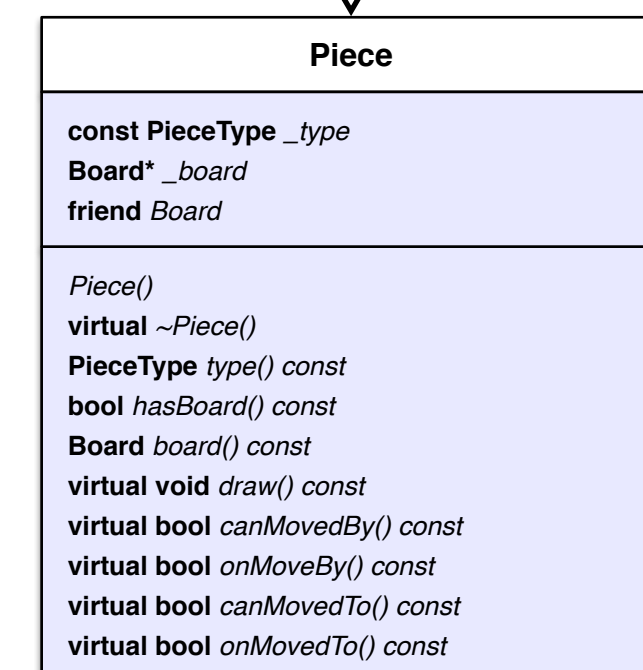 Piece
const PieceType _type
Board* _board
friend Board
Piece()
virtual ~Piece()
PieceType type() const
bool hasBoard() const
Board board() const
virtual void draw() const
virtual bool canMovedBy() const
virtual bool onMoveBy() const
virtual bool canMovedTo() const
virtual bool onMovedTo() const